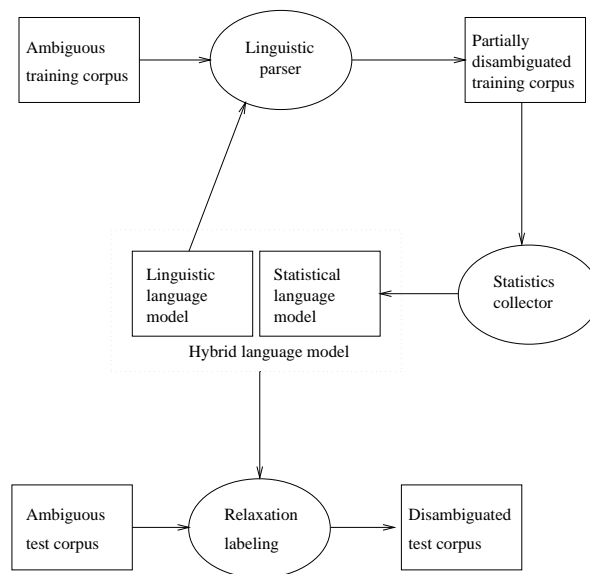 Ambiguous
training corpus
Linguistic
parser
Partially
disambiguated
training corpus
Linguistic
language
model
Statistical
language
model
Statistics
collector
Hybrid language model
Ambiguous
test corpus
Relaxation
labeling
Disambiguated
test corpus